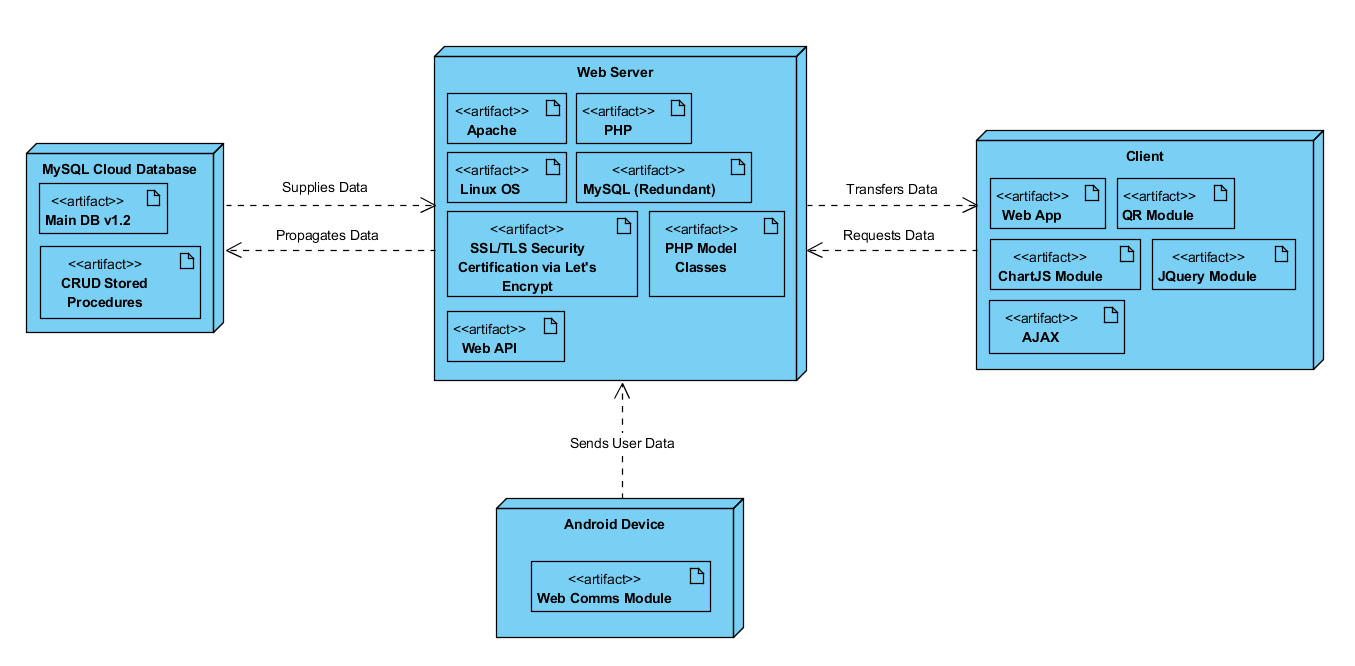 MySQL Cloud Database
<<artifact>>
Main DB v1.2
<<artifact>>
CRUD Stored
Procedures
Supplies Data
Propagates Data
Web Server
<<artifact>>
Apache
<<artifact>>
PHP
<<artifact>>
Linux OS
<<artifact>>
MySQL (Redundant)
<<artifact>>
SSL/TLS Security
Certification via Let's
Encrypt
<<artifact>>
PHP Model
Classes
<<artifact>>
Web API
Transfers Data
Requests Data
Client
<<artifact>>
Web App
<<artifact>>
QR Module
<<artifact>>
ChartJS Module
<<artifact>>
JQuery Module
<<artifact>>
AJAX
Sends User Data
Android Device
<<artifact>>
Web Comms Module